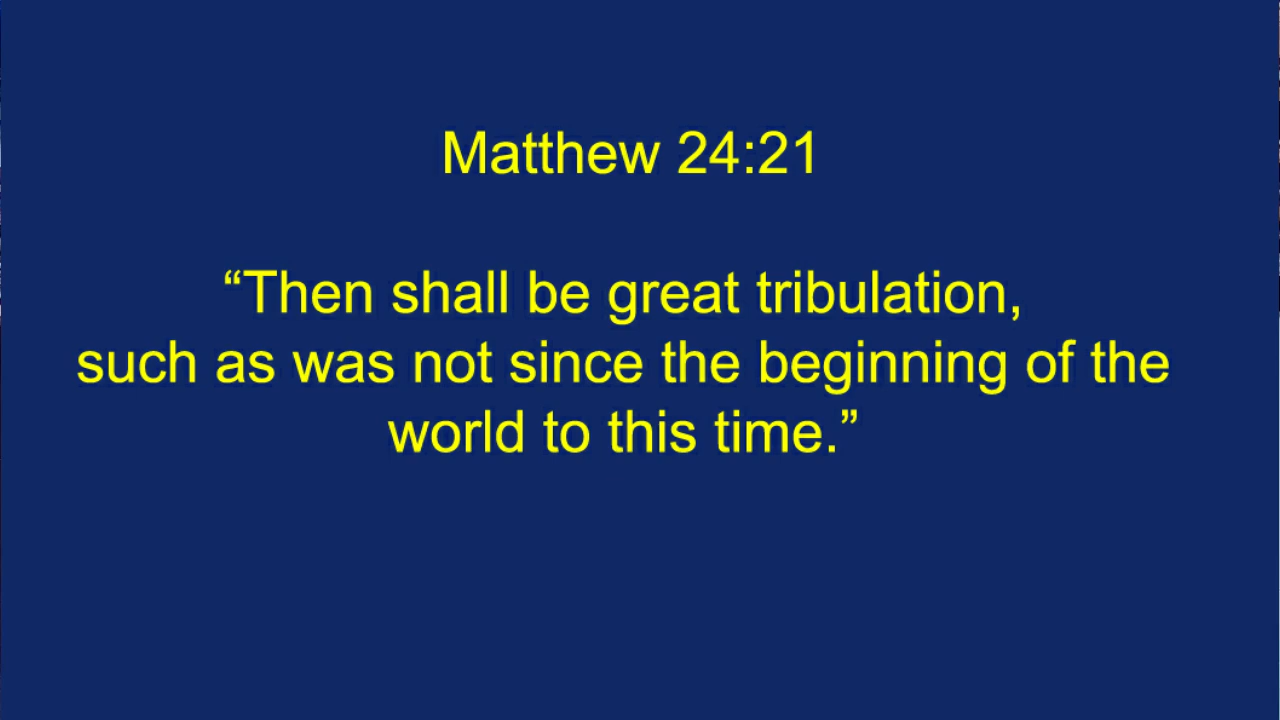 Matthew 24:21
“Then shall be great tribulation,
such as was not since the beginning of the
world to this time.”